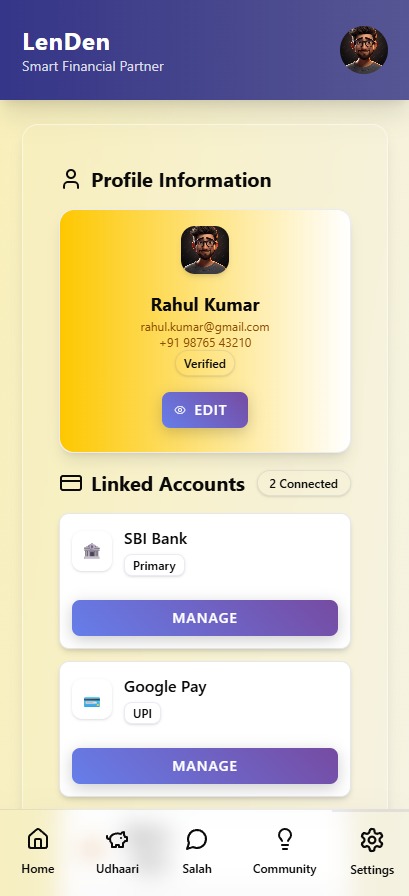 LenDen
Smart Financial Partner
Profile Information
Rahul Kumar
rahul.kumar@gmail.com
+91 98765 43210
Verified
EDIT
Linked Accounts
2 Connected
SBI Bank
Primary
MANAGE
Google Pay
UPI
MANAGE
Home
Udhaari
Salah
Community
Settings